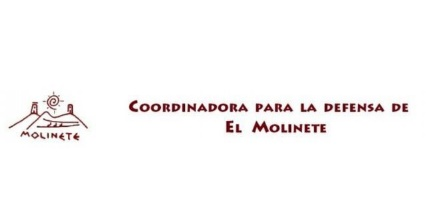 COORDINADORA PARA LA DEFENSA DE
EL MOLINETE
MOLINETE